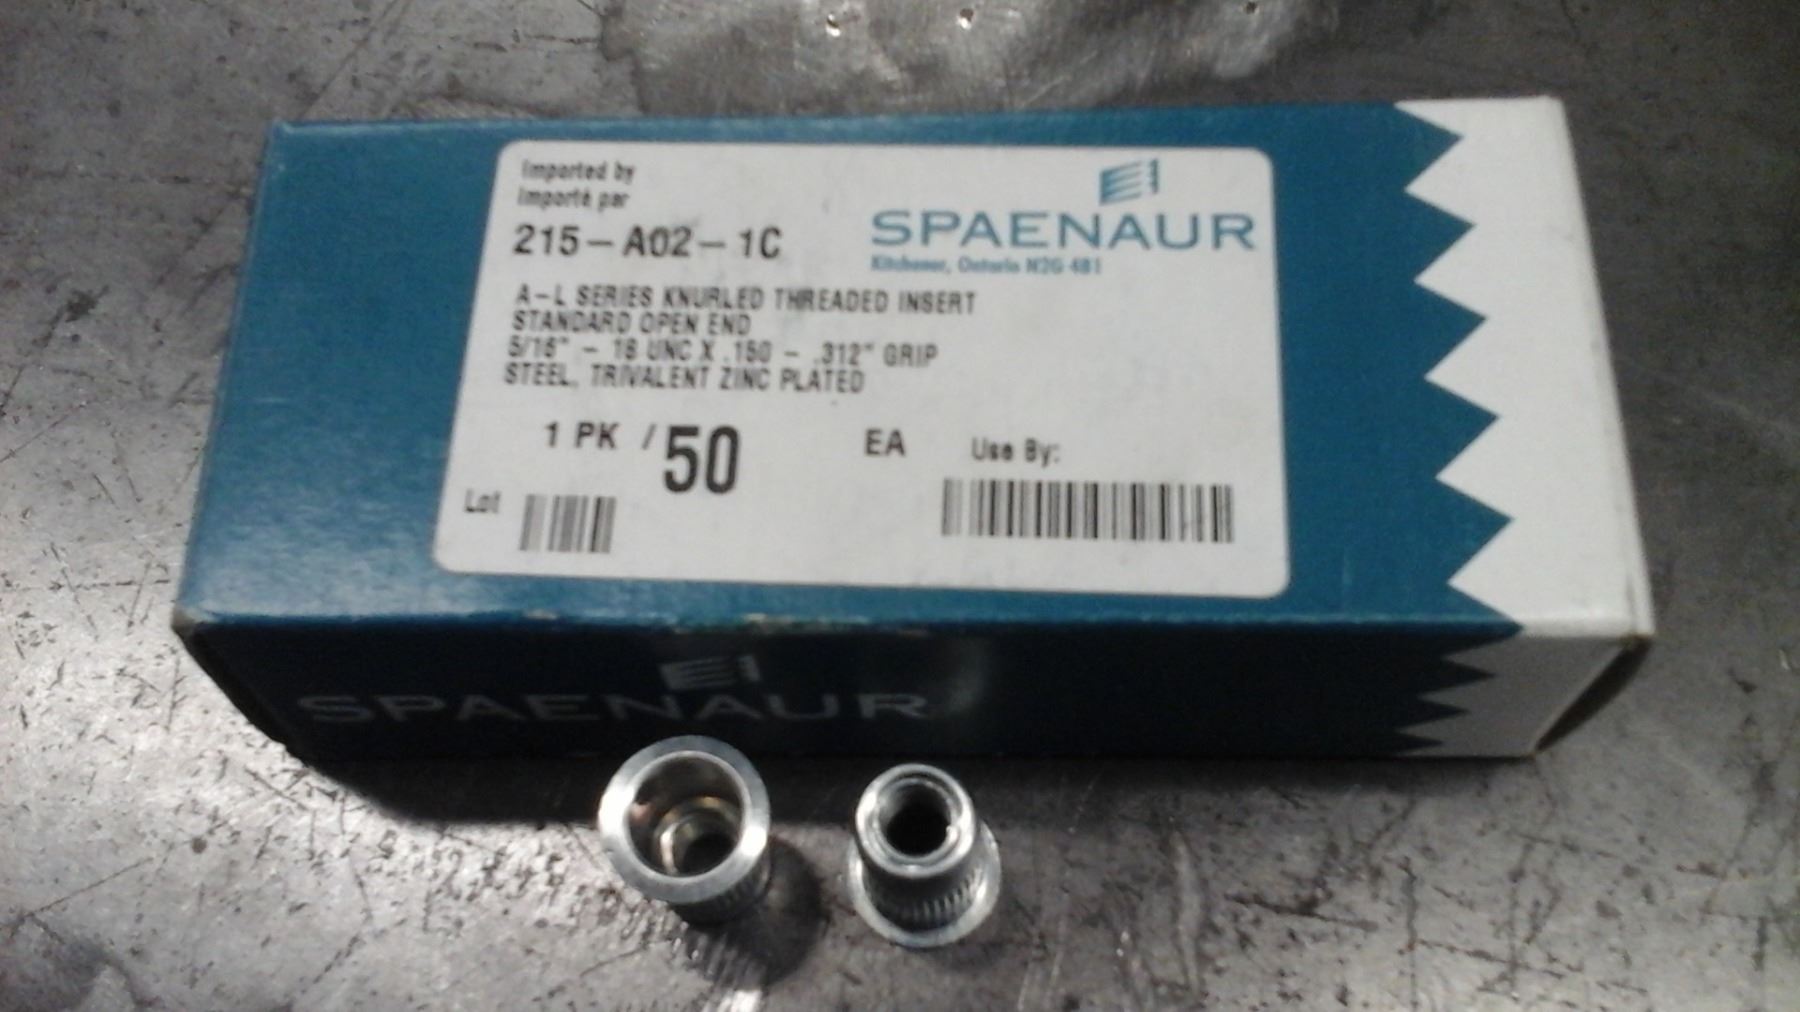 Imported by
Importé par
215-A02-1C
SPAENAUR
Kitchener, Ontario N2G 4B1
A-L SERIES KNURLED THREADED INSERT
STANDARD OPEN END
5/16" - 18 UNC X .150 - .312" GRIP
STEEL, TRIVALENT ZINC PLATED
1 PK / 50 EA Use By:
Lot
SPAENAUR